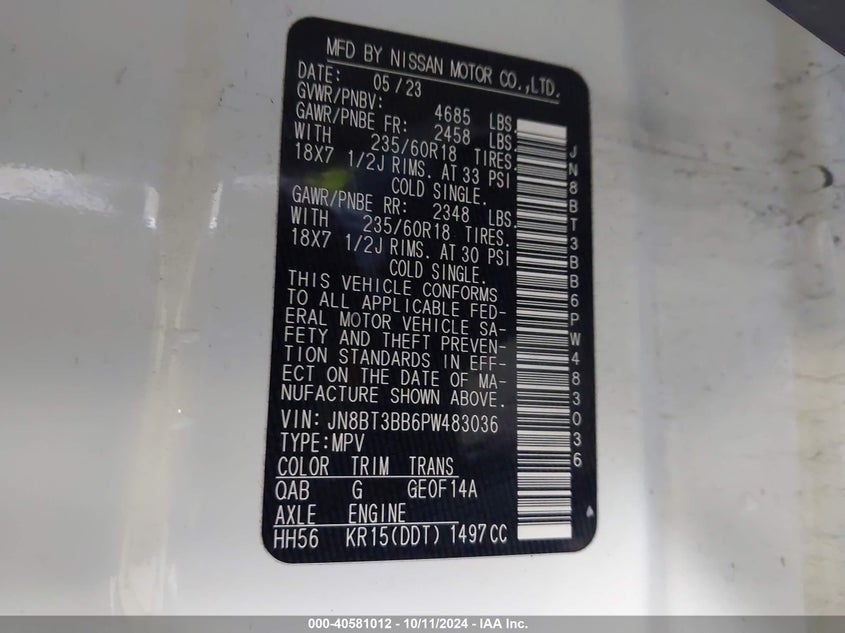 MFD BY NISSAN MOTOR CO.,LTD.
DATE: 05/23
GVWR/PNBV: 4685 LBS.
GAWR/PNBE FR: 2458 LBS.
WITH 235/60R18 TIRES.
18X7 1/2J RIMS. AT 33 PSI
COLD SINGLE.
GAWR/PNBE RR: 2348 LBS.
WITH 235/60R18 TIRES.
18X7 1/2J RIMS. AT 30 PSI
COLD SINGLE.
THIS VEHICLE CONFORMS
TO ALL APPLICABLE FED-
ERAL MOTOR VEHICLE SA-
FETY AND THEFT PREVEN-
TION STANDARDS IN EFF-
ECT ON THE DATE OF MA-
NUFACTURE SHOWN ABOVE.
VIN: JN8BT3BB6PW483036
TYPE:MPV
COLOR TRIM TRANS
QAB G GE0F14A
AXLE ENGINE
HH56 KR15(DDT) 1497CC
JN8BT3BB6PW483036
000-40581012 - 10/11/2024 - IAA Inc.